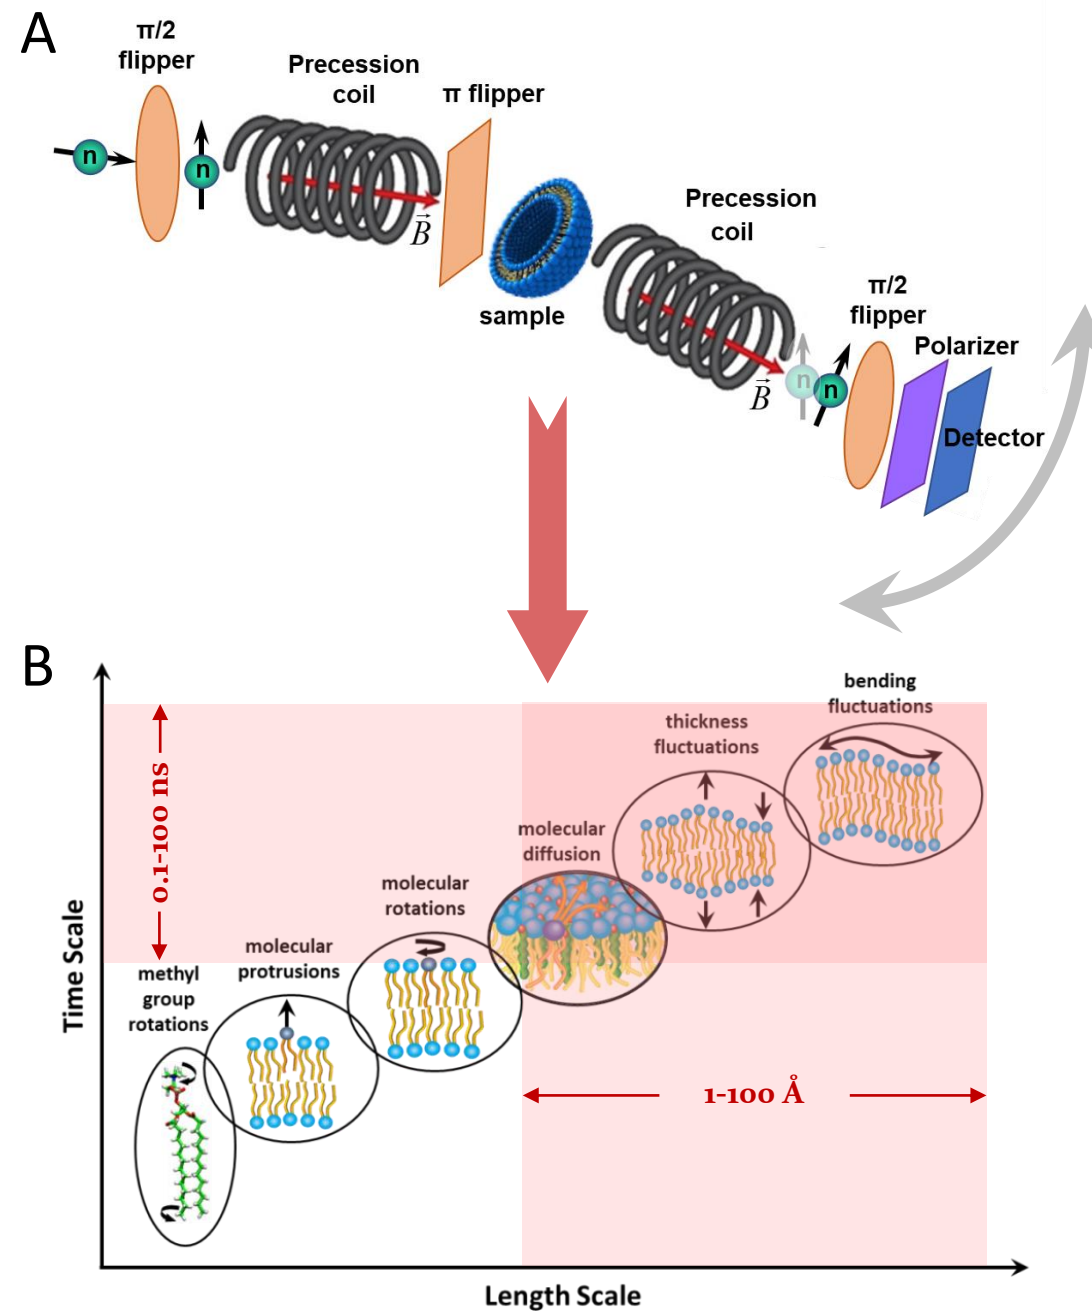 A
π/2
flipper
n
n
Precession
coil
B
π flipper
sample
Precession
coil
B
n
n
π/2
flipper
Polarizer
Detector
B
Time Scale
0.1-100 ns
methyl
group
rotations
molecular
protrusions
molecular
rotations
molecular
diffusion
thickness
fluctuations
bending
fluctuations
1-100 Å
Length Scale